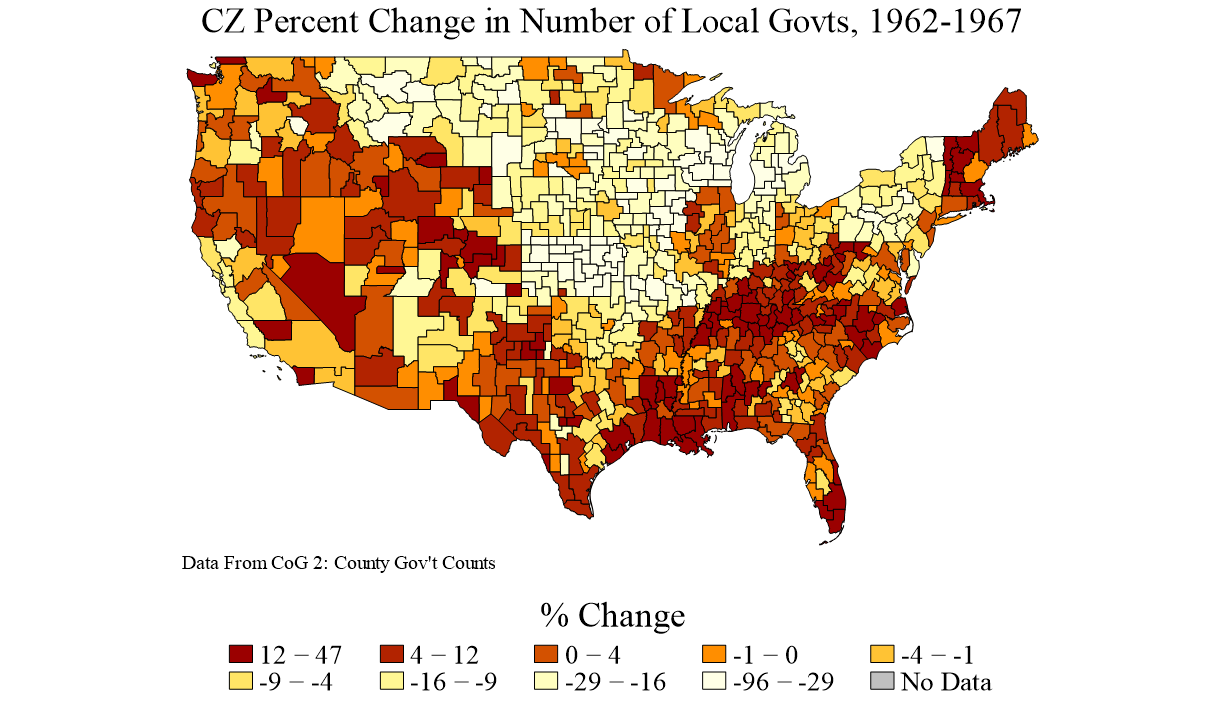 CZ Percent Change in Number of Local Govts, 1962-1967
Data From CoG 2: County Gov't Counts
% Change
12 − 47 4 − 12 0 − 4 -1 − 0 -4 − -1
-9 − -4 -16 − -9 -29 − -16 -96 − -29 No Data